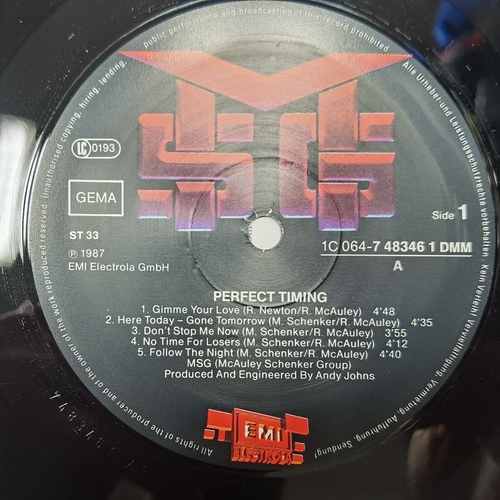 MSG
LC 0193
GEMA
ST 33
℗ 1987
EMI Electrola GmbH
Side 1
1C 064-7 48346 1 DMM
A
PERFECT TIMING
1. Gimme Your Love (R. Newton/R. McAuley) 4'48
2. Here Today – Gone Tomorrow (M. Schenker/R. McAuley) 4'35
3. Don't Stop Me Now (M. Schenker/R. McAuley) 3'55
4. No Time For Losers (M. Schenker/R. McAuley) 4'12
5. Follow The Night (M. Schenker/R. McAuley) 4'40
MSG (McAuley Schenker Group)
Produced And Engineered By Andy Johns
EMI
ELECTROLA
All rights of the producer and of the owner of the work reproduced reserved. Unauthorised copying, hiring, lending, public performance and broadcasting of this record prohibited.
Alle Urheber- und Leistungsschutzrechte vorbehalten. Kein Verleih! Keine Vermietung, Aufführung, Sendung!